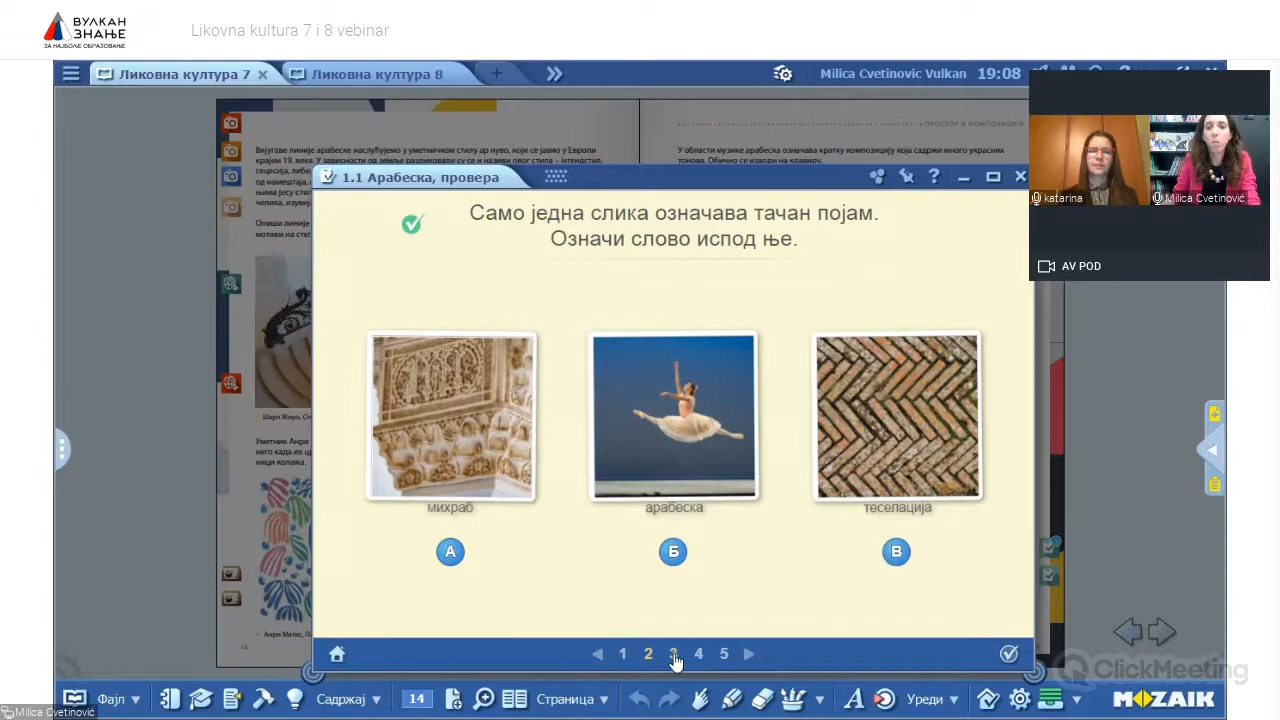 ВУЛКАН
ЗНАЊЕ
ЗА НАЈБОЉЕ ОБРАЗОВАЊЕ
Likovna kultura 7 i 8 vebinar
Ликовна култура 7
Ликовна култура 8
Milica Cvetinovic Vulkan 19:08
ПРОСТОР И КОМПОЗИЦИЈЕ
Вијугаве линије арабеске наслућујемо у уметничком стилу ар нуво, који се јавио у Европи
крајем 19. века. У зависности од земље разликовали су се и називи овог стила – југендстил,
У области музике арабеска означава кратку композицију која садржи много украсних
тонова. Обично се изводи на клавиру.
1.1 Арабеска, провера
Само једна слика означава тачан појам.
Означи слово испод ње.
katarina
Milica Cvetinović
AV POD
михраб
арабеска
теселација
А
Б
В
1 2 3 4 5
14
Фајл
Садржај
14
Страница
Уреди
MOZAIK
ClickMeeting
Milica Cvetinović